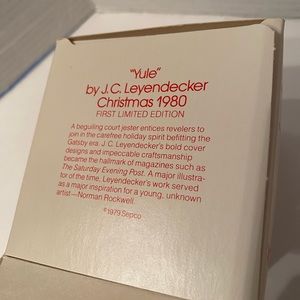 "Yule"
by J.C. Leyendecker
Christmas 1980
FIRST LIMITED EDITION
A beguiling court jester entices revelers to
join in the carefree holiday spirit befitting the
Gatsby era. J. C. Leyendecker's bold cover
designs and impeccable craftsmanship
became the hallmark of magazines such as
The Saturday Evening Post. A major illustra-
tor of the time, Leyendecker's work served
as a major inspiration for a young, unknown
artist—Norman Rockwell.
©1979 Sepco